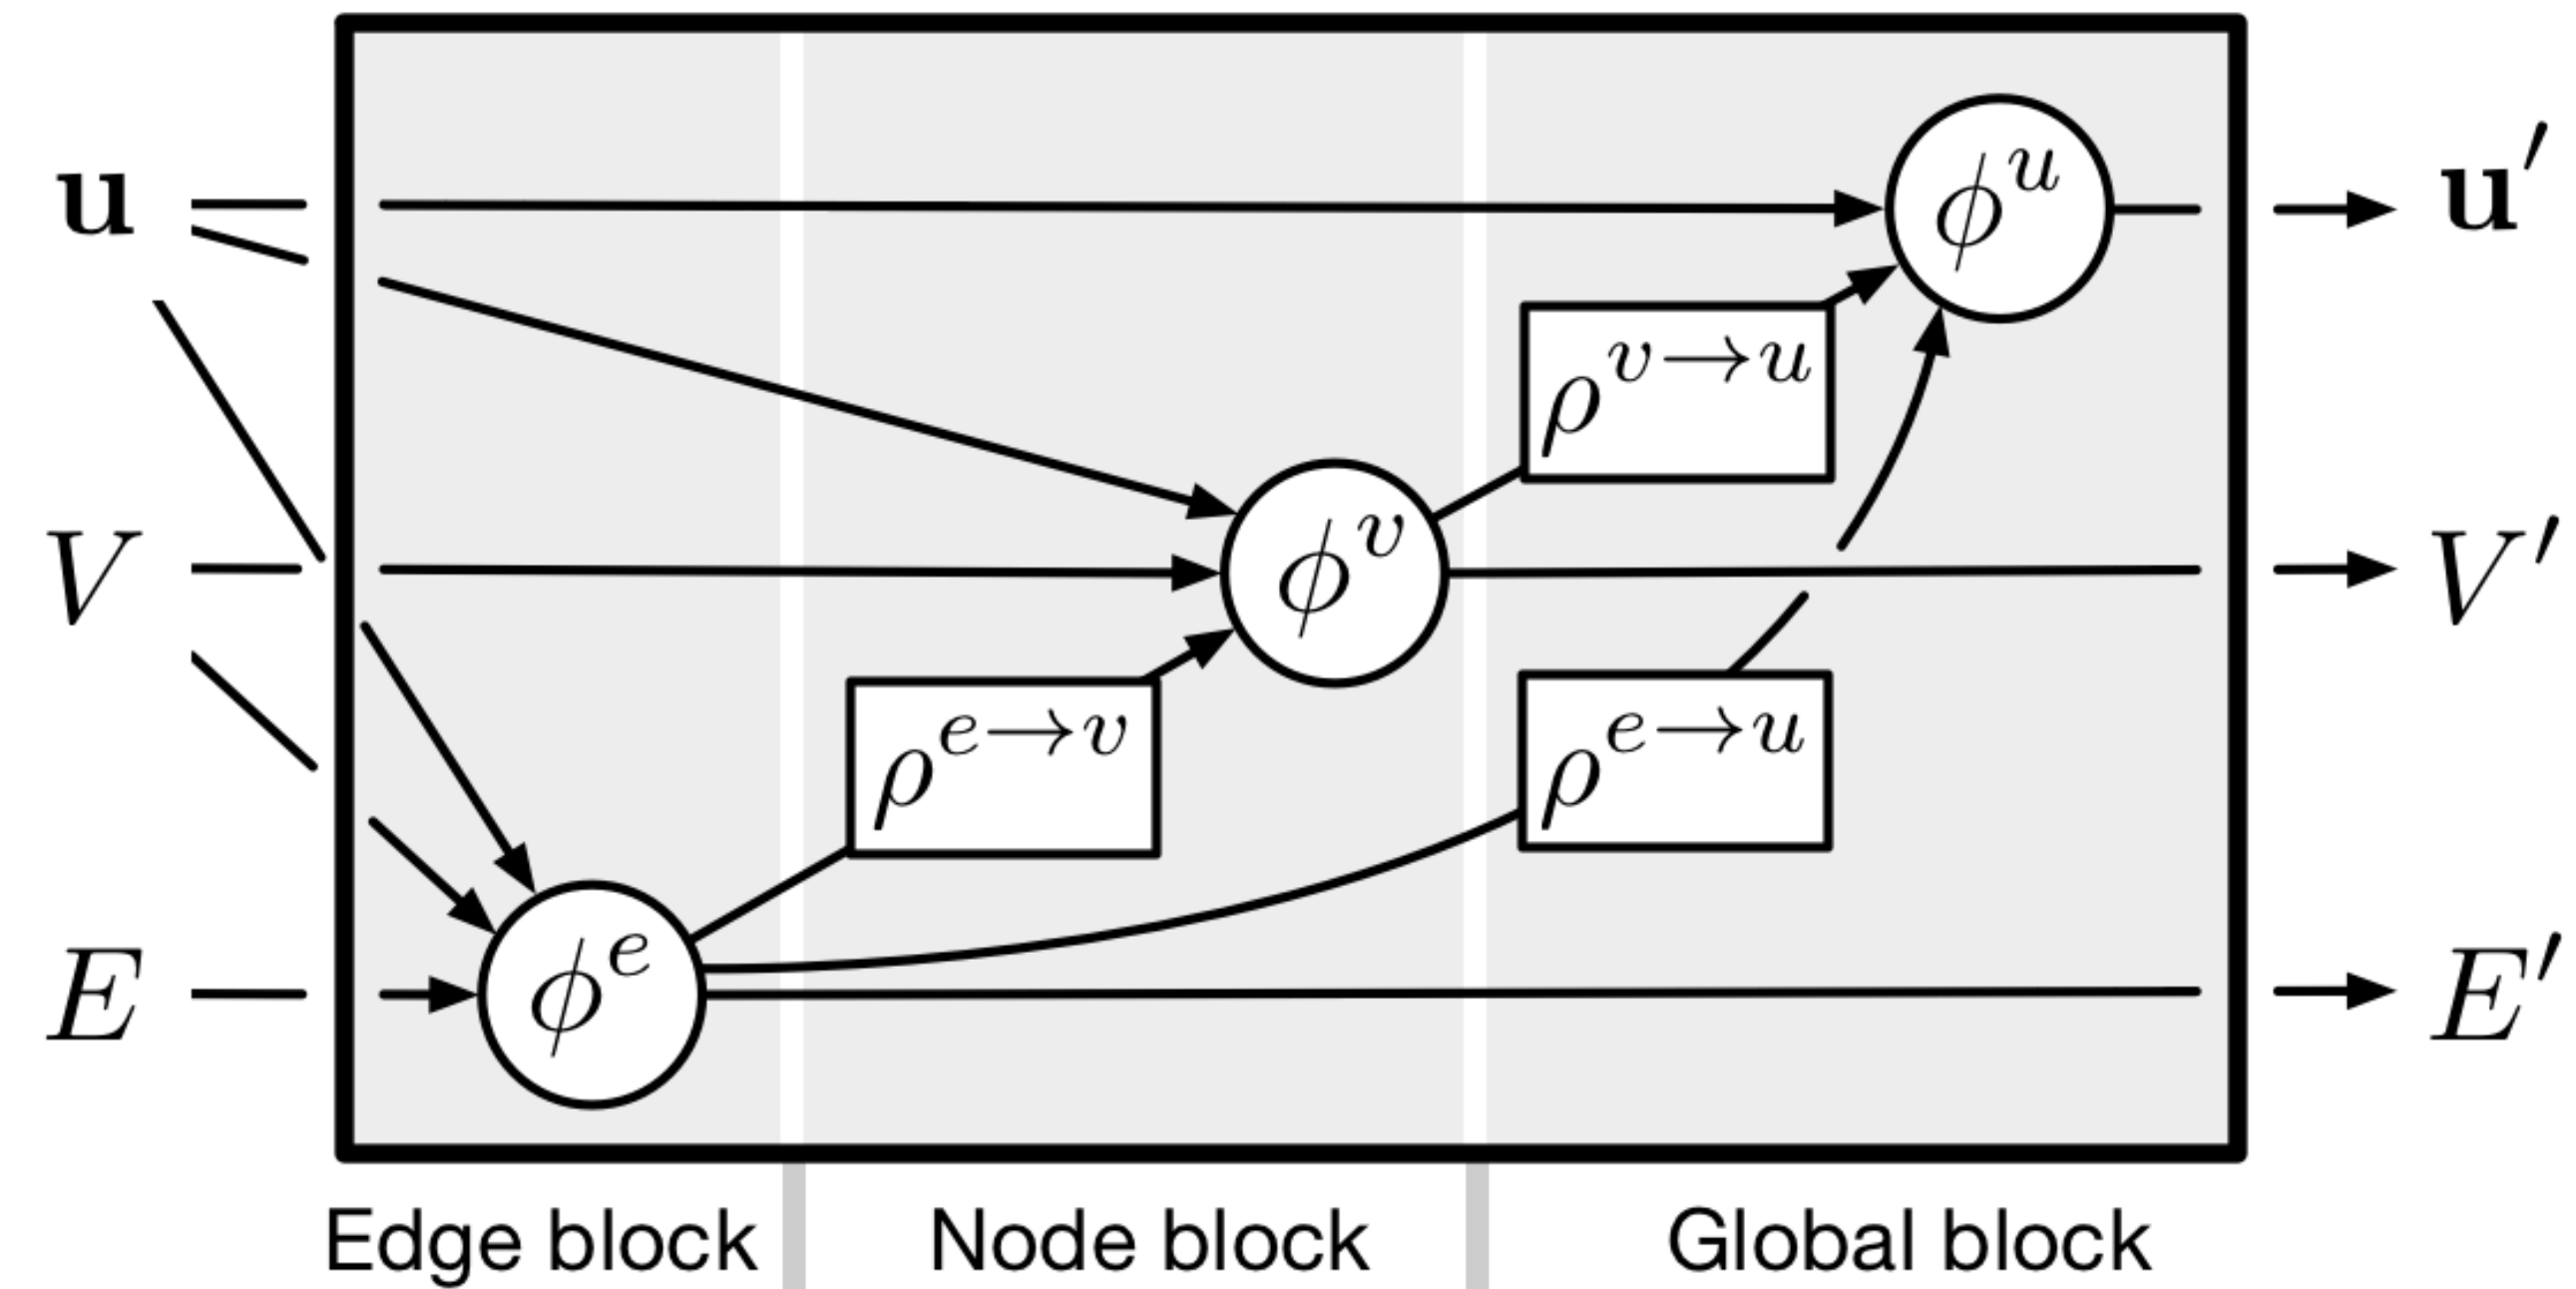 u ϕ^u u′
ρ^{v→u}
V ϕ^v V′
ρ^{e→v} ρ^{e→u}
E ϕ^e E′
Edge block Node block Global block